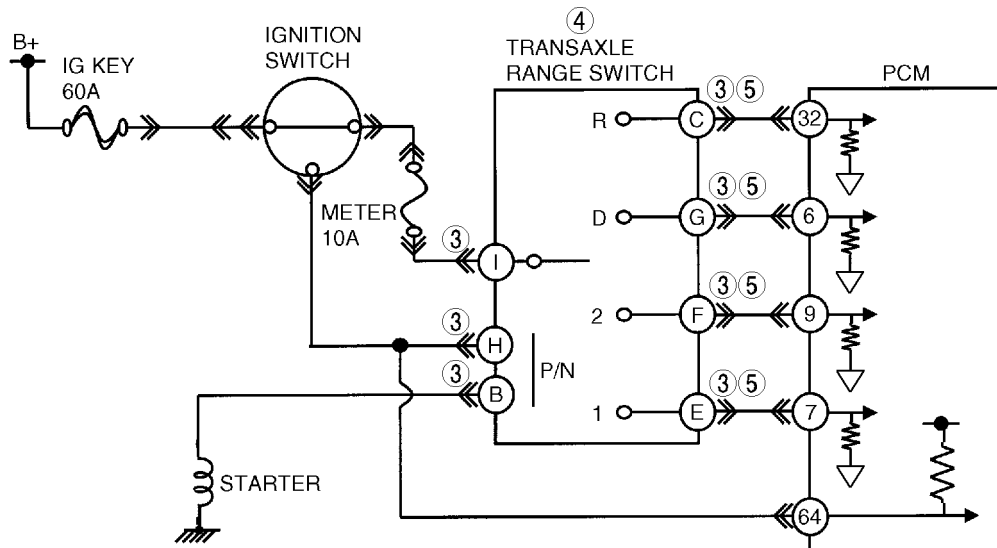 B+
IG KEY
60A
IGNITION
SWITCH
④
TRANSAXLE
RANGE SWITCH
PCM
METER
10A
③
I
③
H
③
B
P/N
R
C
③⑤
32
D
G
③⑤
6
2
F
③⑤
9
1
E
③⑤
7
64
STARTER